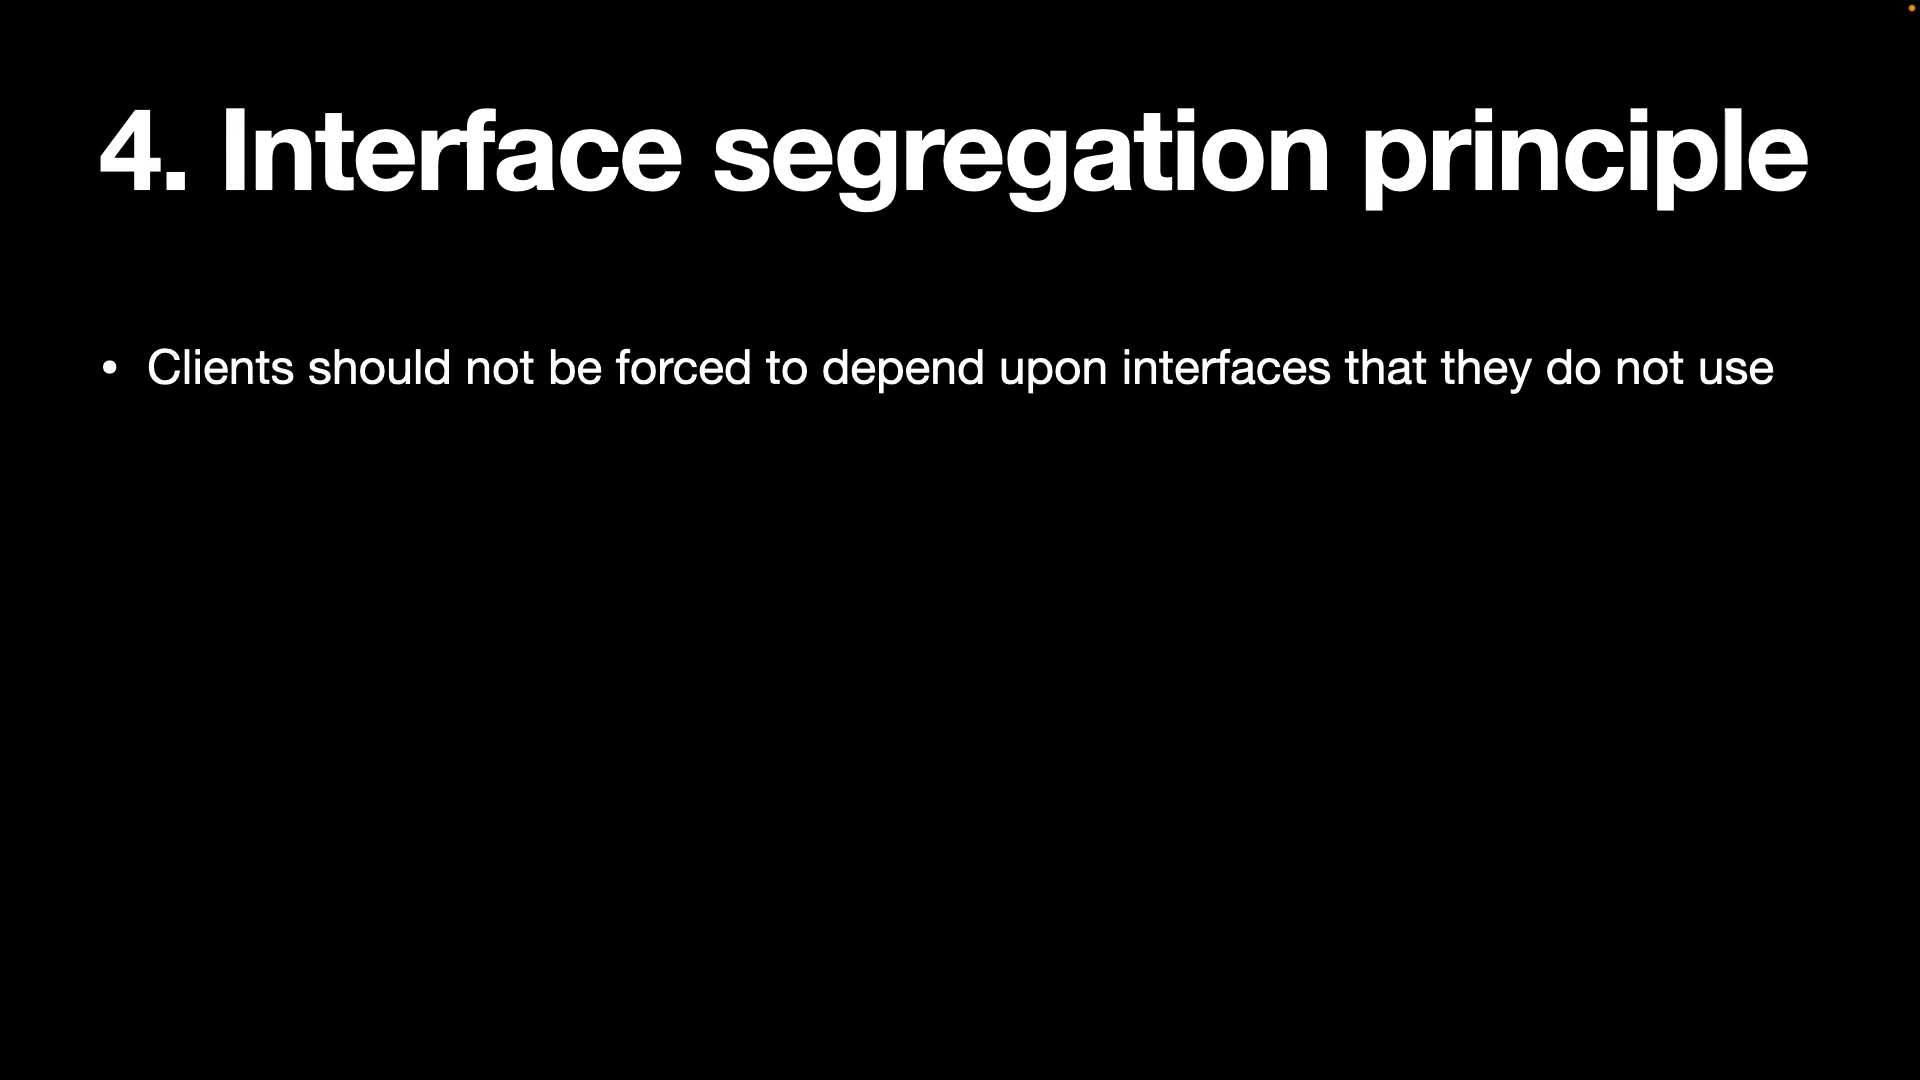 4. Interface segregation principle
• Clients should not be forced to depend upon interfaces that they do not use